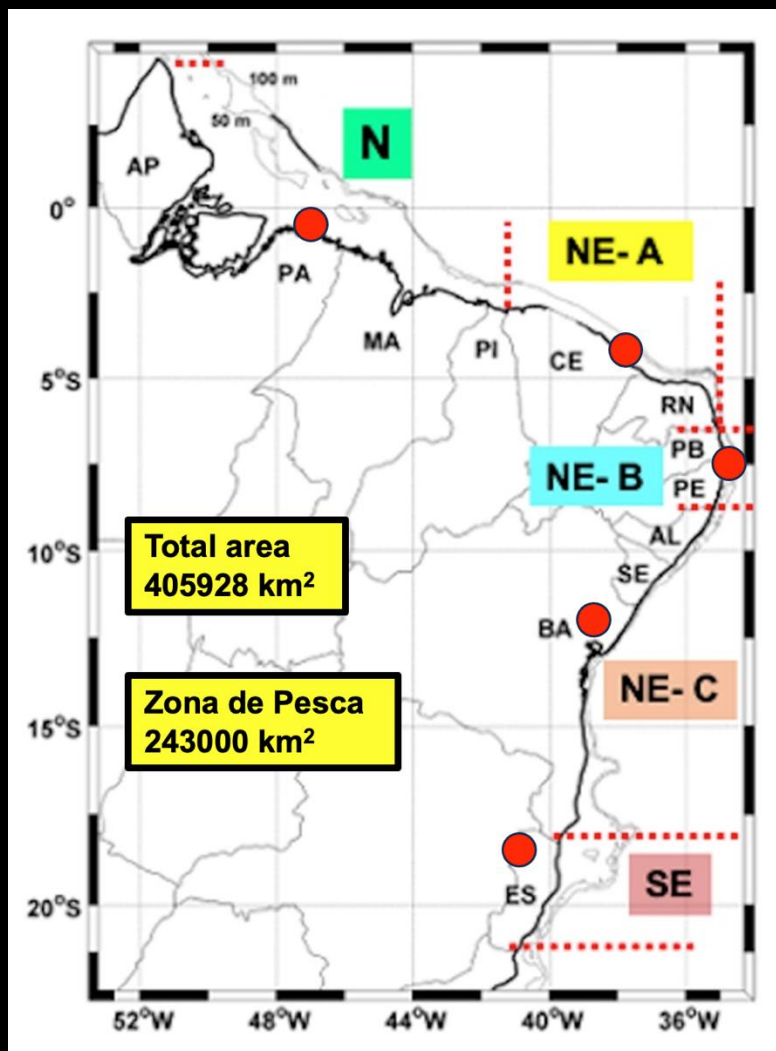 100 m
50 m
N
AP
0°
NE- A
PA
MA
PI
CE
5°S
RN
PB
NE- B
PE
AL
10°S
Total area
405928 km²
SE
BA
NE- C
Zona de Pesca
243000 km²
15°S
SE
ES
20°S
52°W 48°W 44°W 40°W 36°W